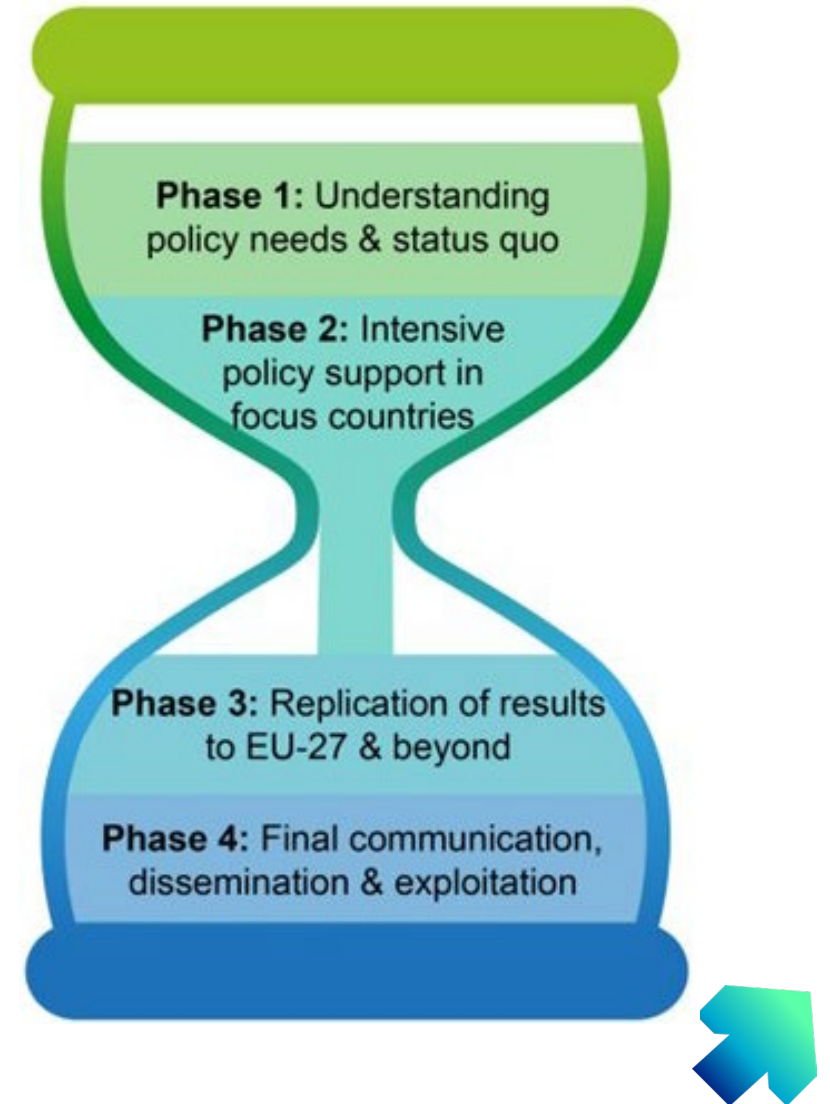 Phase 1: Understanding
policy needs & status quo
Phase 2: Intensive
policy support in
focus countries
Phase 3: Replication of results
to EU-27 & beyond
Phase 4: Final communication,
dissemination & exploitation